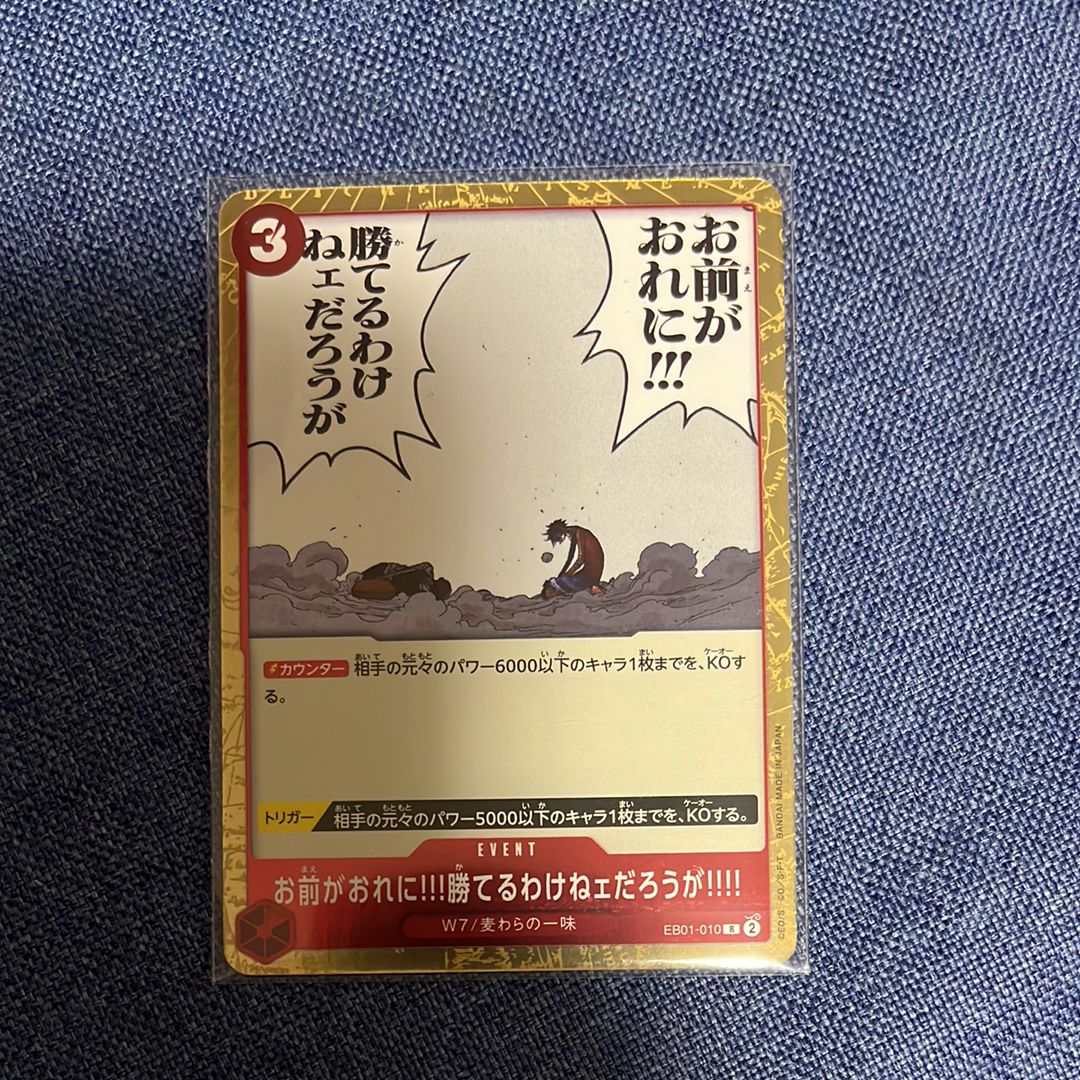 3
お前が
おれに!!!
勝てるわけ
ねェだろうが
カウンター 相手の元々のパワー6000以下のキャラ1枚までを、KOす
る。
トリガー 相手の元々のパワー5000以下のキャラ1枚までを、KOする。
EVENT
お前がおれに!!!勝てるわけねェだろうが!!!!
W7/麦わらの一味
EB01-010 R 2
©EO/S ©O/S・F・T BANDAI MADE IN JAPAN